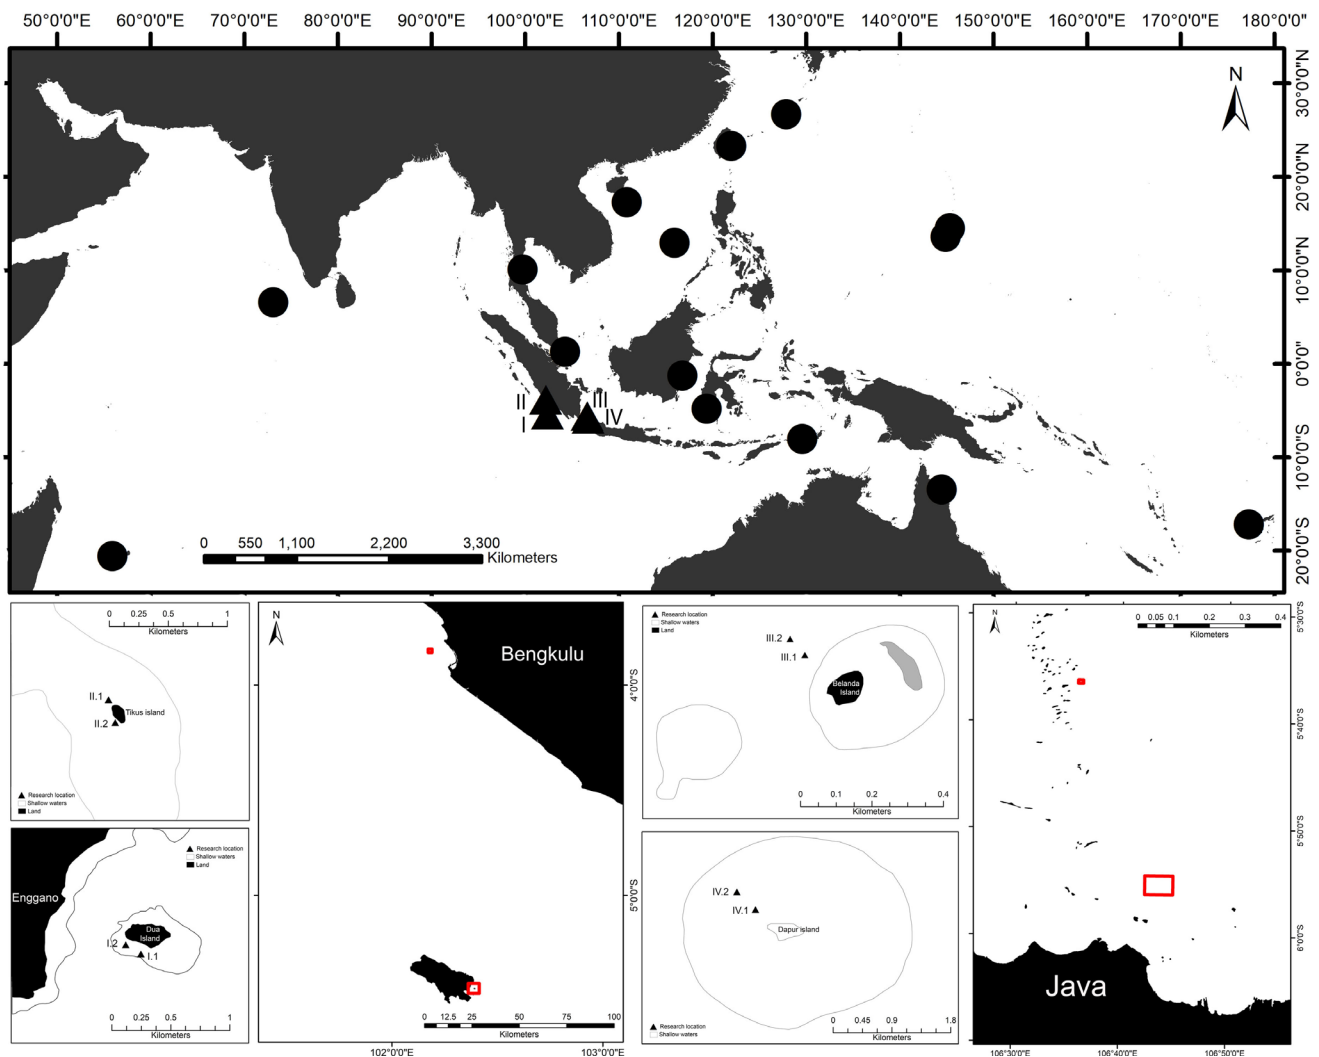 50°0'0" 60°0'0" 70°0'0" 80°0'0" 90°0'0" 100°0'0" 110°0'0" 120°0'0" 130°0'0" 140°0'0" 150°0'0" 160°0'0" 170°0'0" 180°0'0"
N
30°0'0"N
20°0'0"N
10°0'0"N
0°0'0"
10°0'0"S
20°0'0"S
II
III
I
IV
0 550 1,100 2,200 3,300
Kilometers
0 0.25 0.5 1
Kilometers
II.1
Tikus island
II.2
Research location
Shallow waters
Land
Research location
Shallow waters
Land
Enggano
Dua
Island
I.2
I.1
0 0.25 0.5 1
Kilometers
N
Bengkulu
4°0'0"S
5°0'0"S
0 12.5 25 50 75 100
Kilometers
102°0'0"E 103°0'0"E
Research location
Shallow waters
Land
III.2
III.1
Belanda
Island
0 0.1 0.2 0.4
Kilometers
IV.2
IV.1
Dapur island
Research location
Shallow waters
0 0.45 0.9 1.8
Kilometers
N
0 0.05 0.1 0.2 0.3 0.4
Kilometers
5°30'0"S
5°40'0"S
5°50'0"S
6°0'0"S
Java
106°30'0"E 106°40'0"E 106°50'0"E